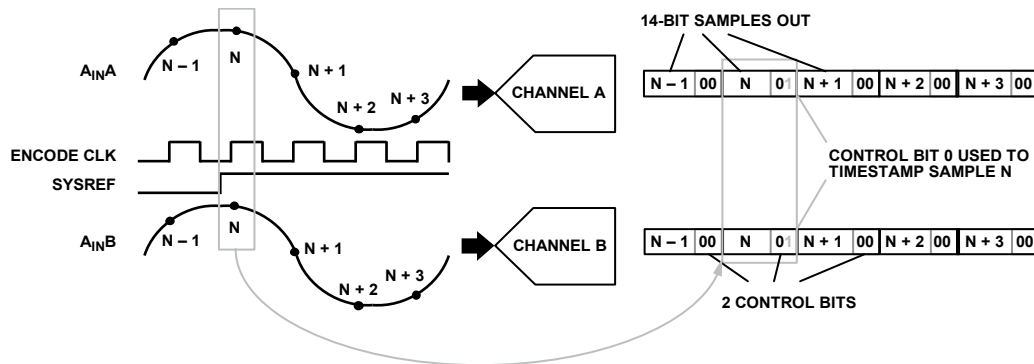 14-BIT SAMPLES OUT
AINA
N – 1
N
N + 1
N + 2
N + 3
CHANNEL A
N – 1 00 N 01 N + 1 00 N + 2 00 N + 3 00
ENCODE CLK
SYSREF
CONTROL BIT 0 USED TO
TIMESTAMP SAMPLE N
AINB
N – 1
N
N + 1
N + 2
N + 3
CHANNEL B
N – 1 00 N 01 N + 1 00 N + 2 00 N + 3 00
2 CONTROL BITS